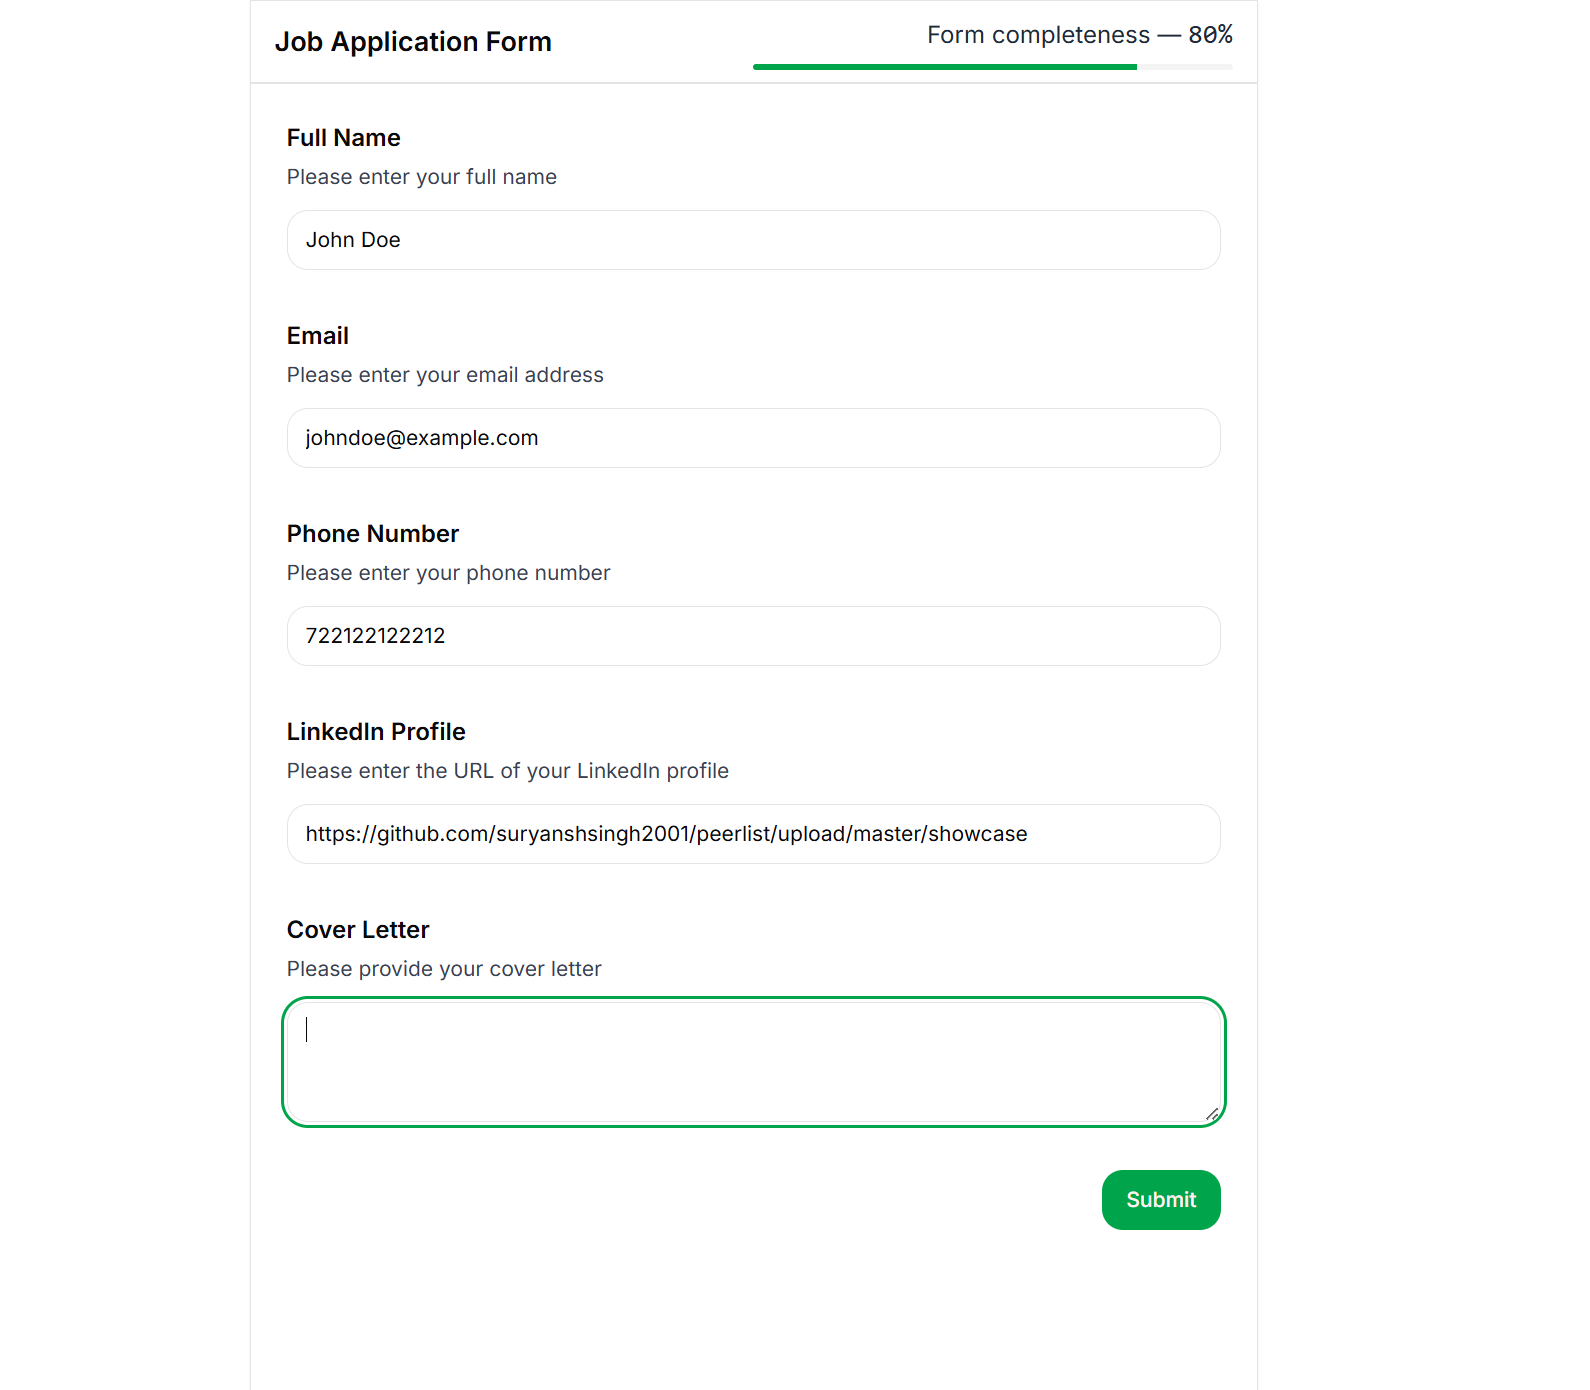 Job Application Form
Form completeness — 80%
Full Name
Please enter your full name
John Doe
Email
Please enter your email address
johndoe@example.com
Phone Number
Please enter your phone number
722122122212
LinkedIn Profile
Please enter the URL of your LinkedIn profile
https://github.com/suryanshsingh2001/peerlist/upload/master/showcase
Cover Letter
Please provide your cover letter
Submit